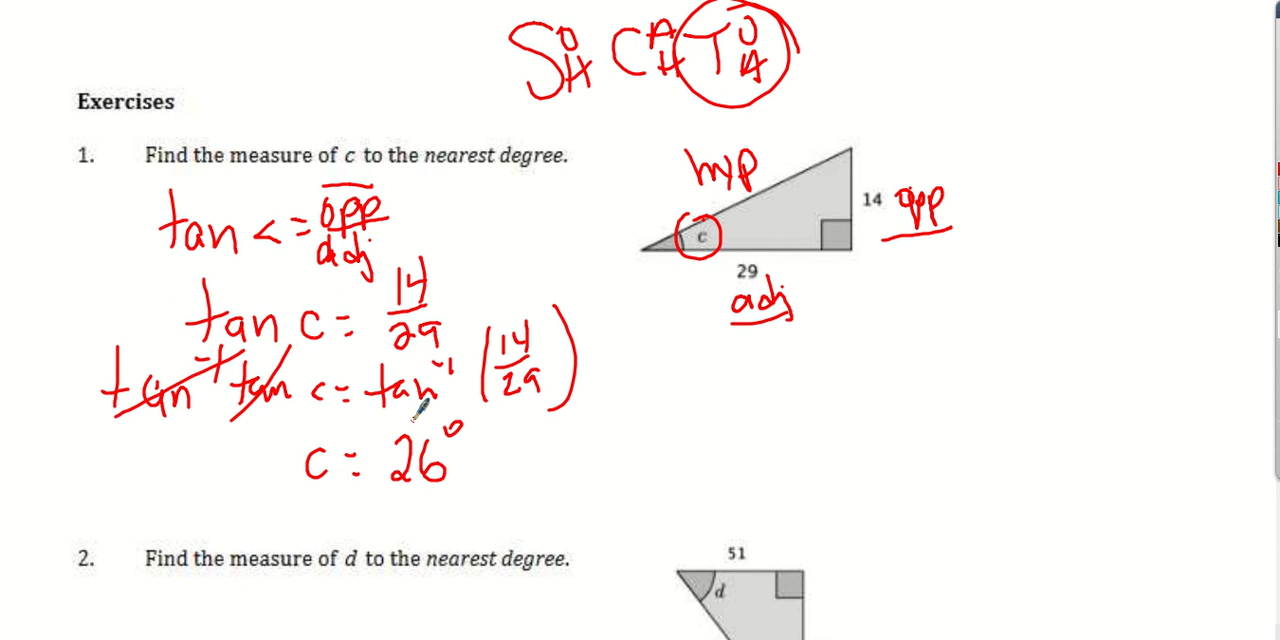 SOH CAH TOA
Exercises
1. Find the measure of c to the nearest degree.
hyp
14 opp
c
29
adj
tan < = opp/adj
tan c = 14/29
tan⁻¹ tan c = tan⁻¹ (14/29)
c = 26°
2. Find the measure of d to the nearest degree.
51
d